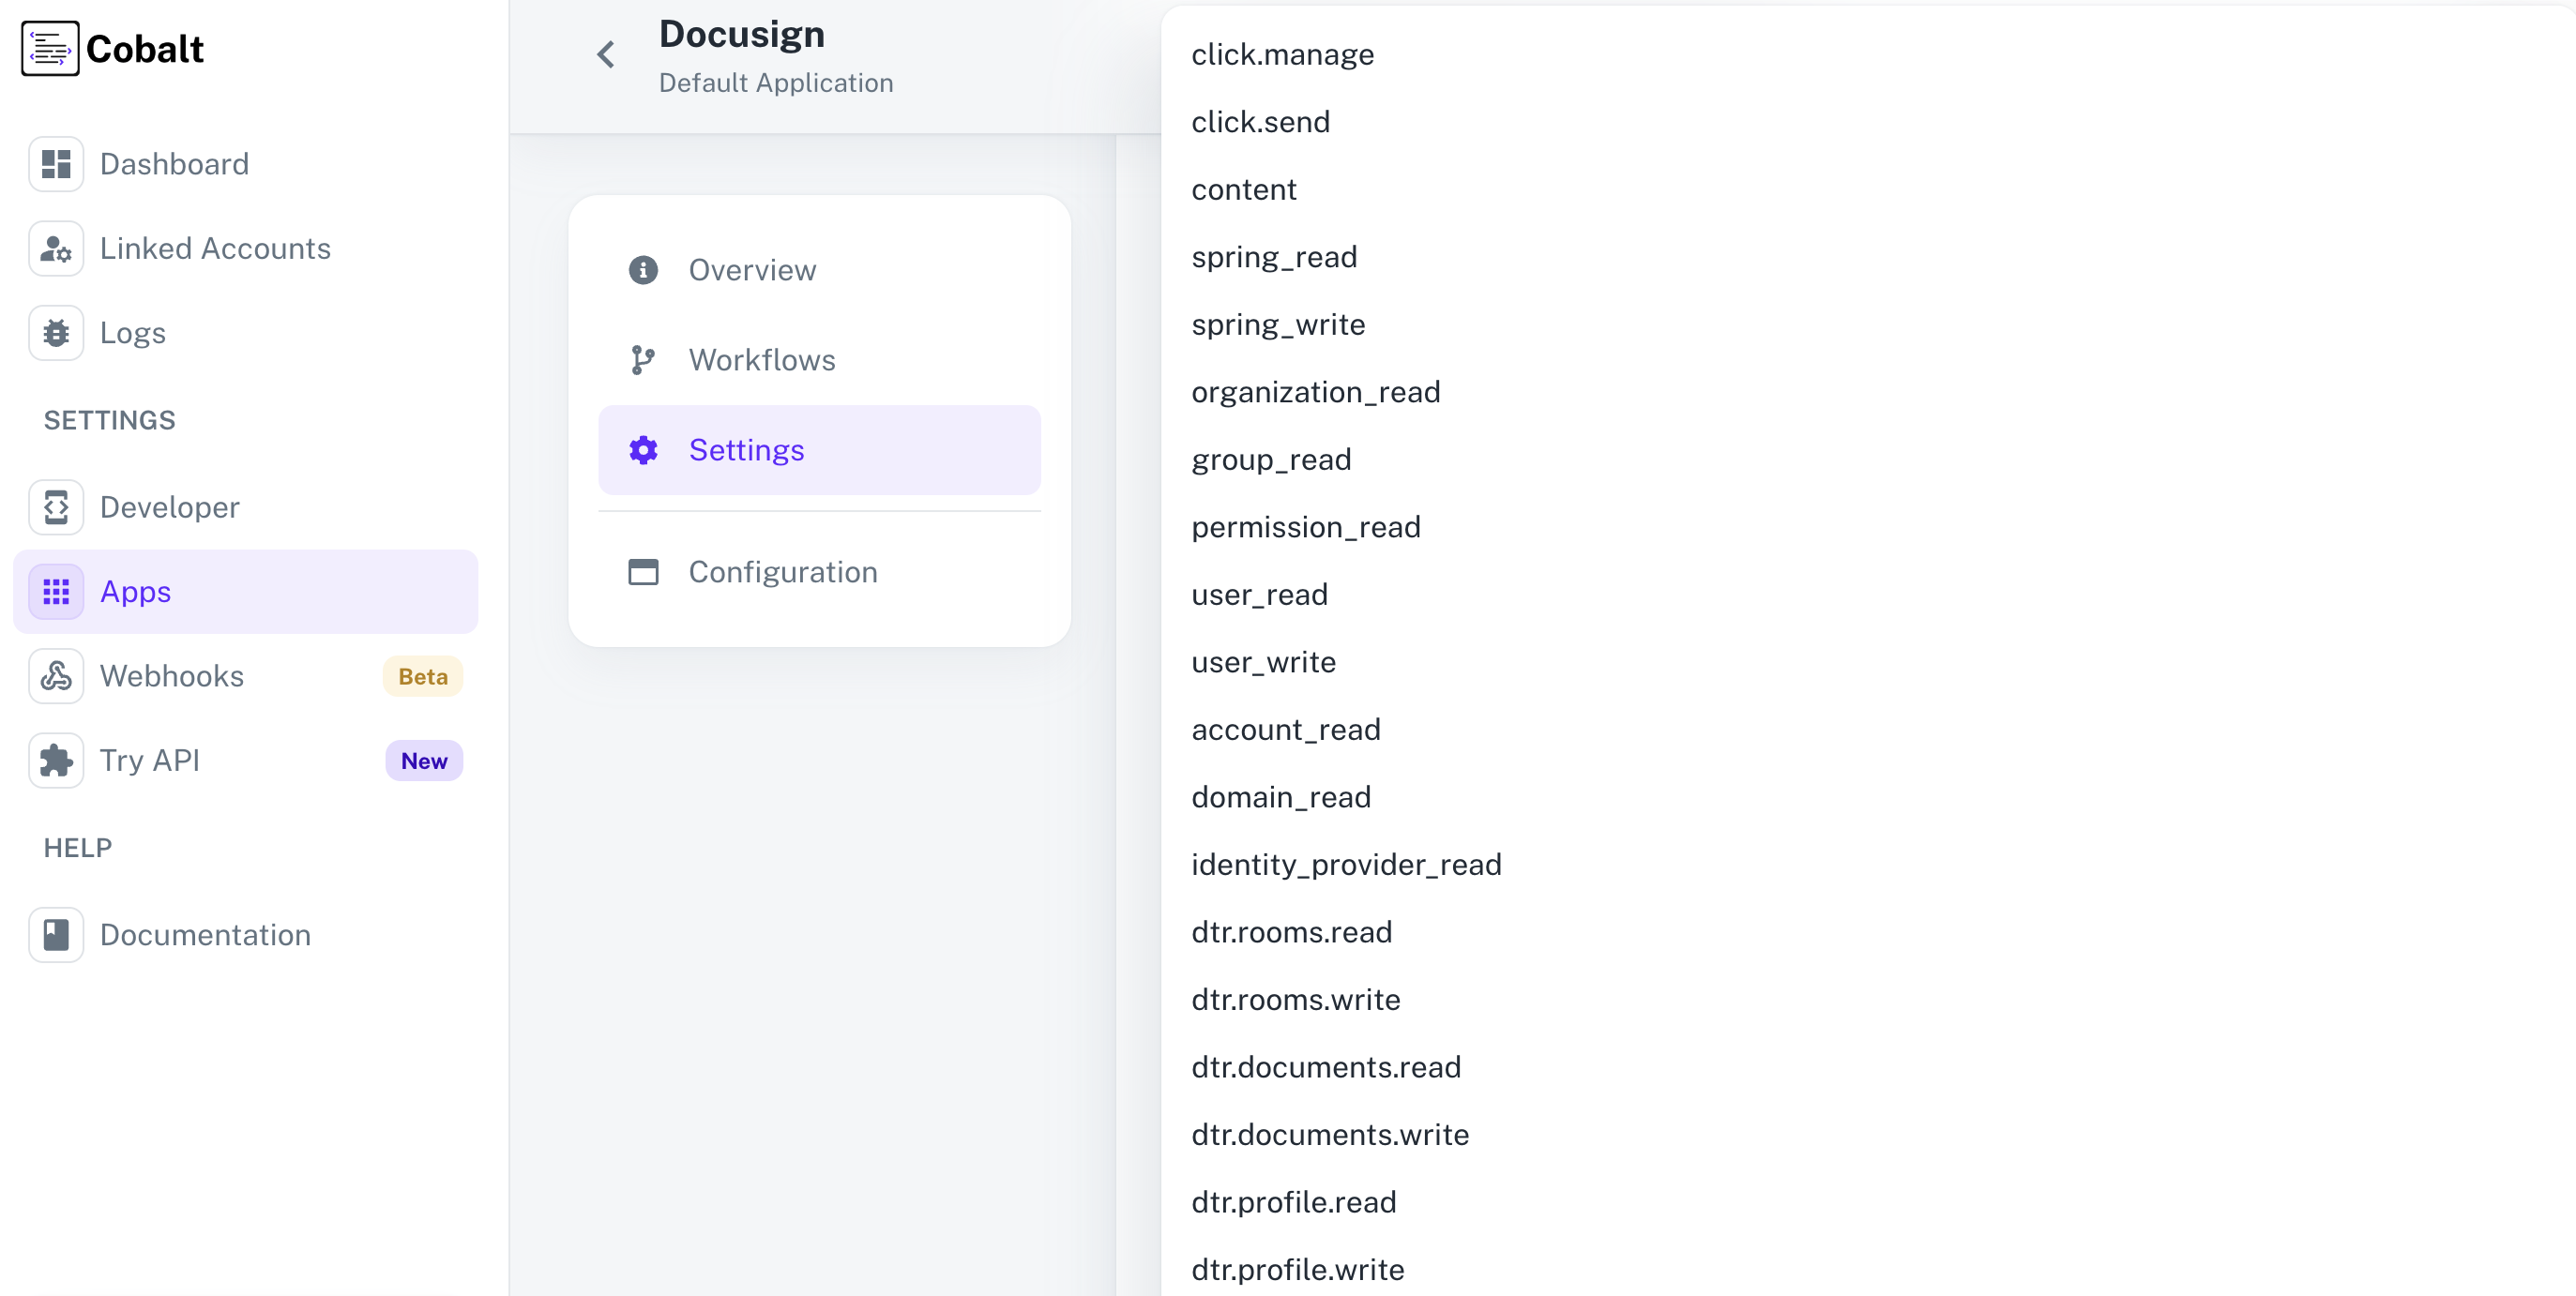 Cobalt
Dashboard
Linked Accounts
Logs
SETTINGS
Developer
Apps
Webhooks Beta
Try API New
HELP
Documentation
Docusign
Default Application
Overview
Workflows
Settings
Configuration
click.manage
click.send
content
spring_read
spring_write
organization_read
group_read
permission_read
user_read
user_write
account_read
domain_read
identity_provider_read
dtr.rooms.read
dtr.rooms.write
dtr.documents.read
dtr.documents.write
dtr.profile.read
dtr.profile.write